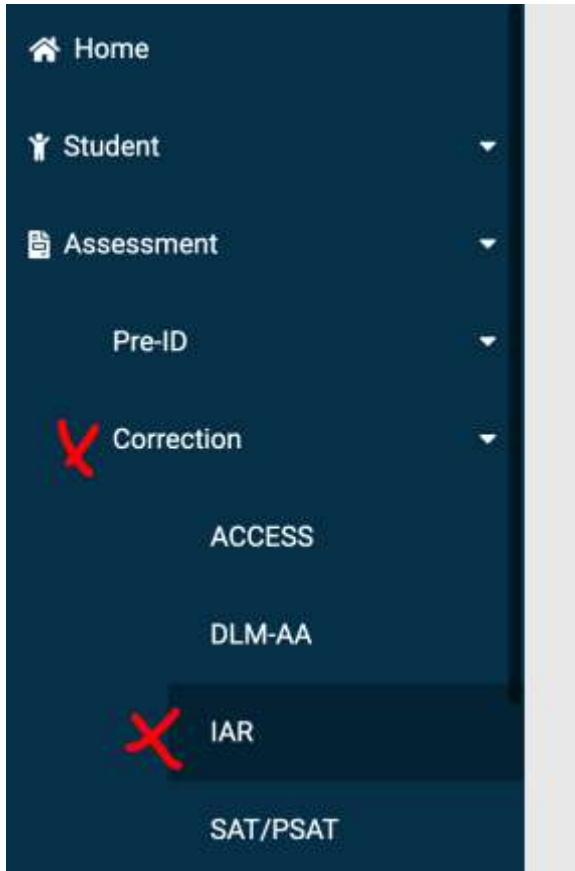 Home
Student
Assessment
Pre-ID
Correction
ACCESS
DLM-AA
IAR
SAT/PSAT